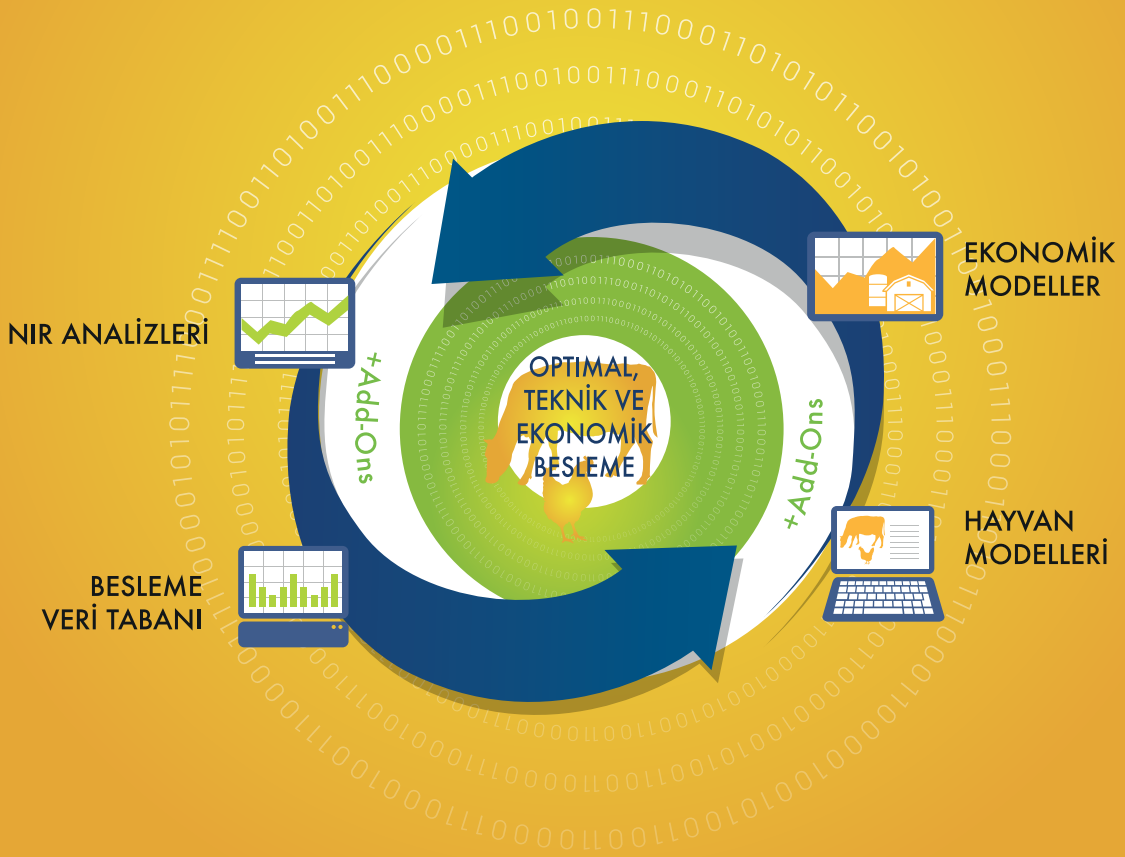 EKONOMİK
MODELLER
NIR ANALİZLERİ
+Add-Ons
OPTIMAL,
TEKNİK VE
EKONOMİK
BESLEME
+Add-Ons
HAYVAN
MODELLERİ
BESLEME
VERİ TABANI